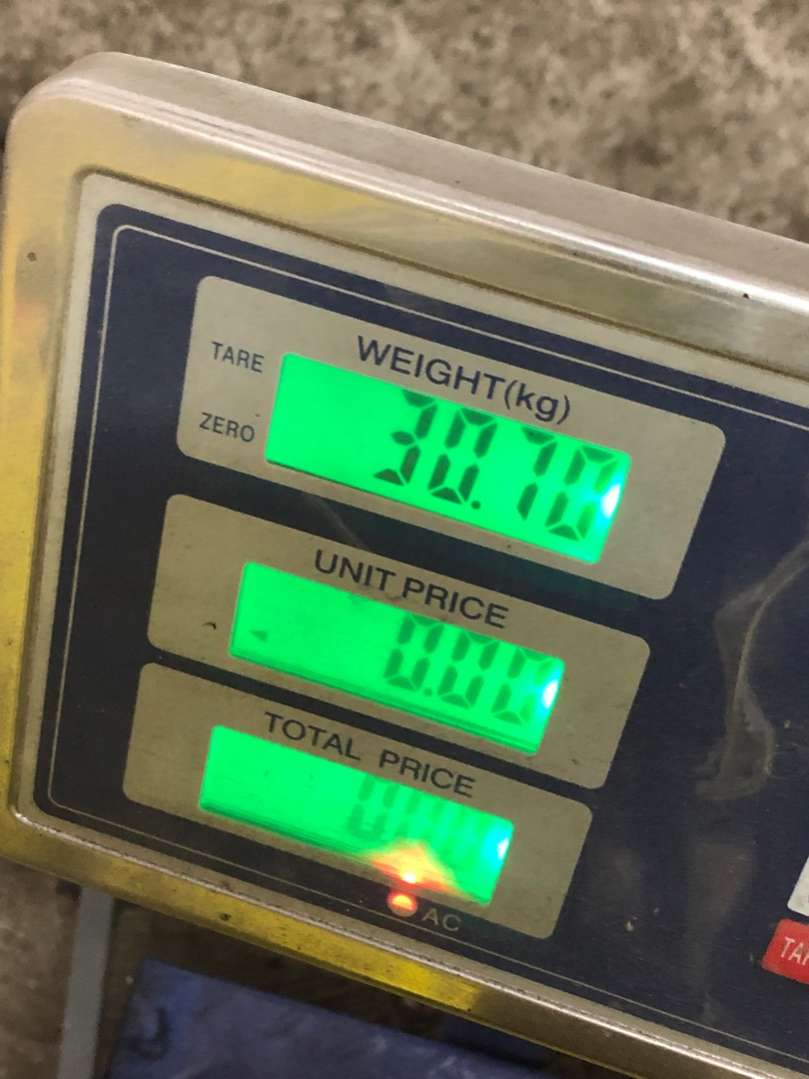 WEIGHT(kg)
TARE
ZERO
30.70
UNIT PRICE
0.00
TOTAL PRICE
AC